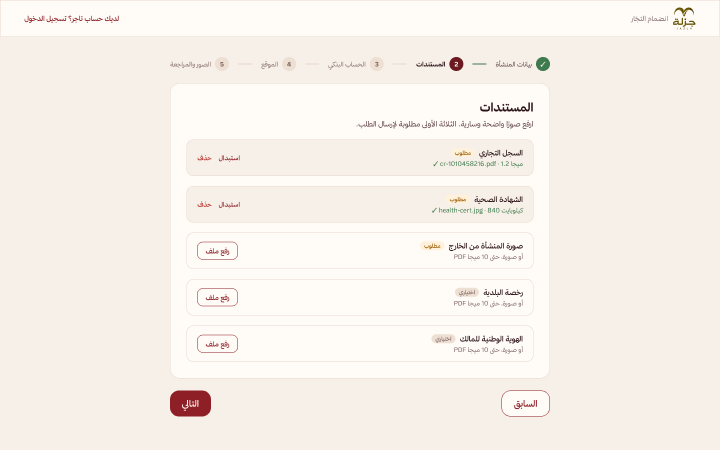 جزلة
انضمام التجار
لديك حساب تاجر؟ تسجيل الدخول
✓ بيانات المنشأة
2 المستندات
3 الحساب البنكي
4 الموقع
5 الصور والمراجعة
المستندات
ارفع صورًا واضحة وسارية. الثلاثة الأولى مطلوبة لإرسال الطلب.
السجل التجاري مطلوب
cr-1010458216.pdf · 1.2 ميجا ✓
استبدال حذف
الشهادة الصحية مطلوب
health-cert.jpg · 840 كيلوبايت ✓
استبدال حذف
صورة المنشأة من الخارج مطلوب
PDF أو صورة، حتى 10 ميجا
رفع ملف
رخصة البلدية اختياري
PDF أو صورة، حتى 10 ميجا
رفع ملف
الهوية الوطنية للمالك اختياري
PDF أو صورة، حتى 10 ميجا
رفع ملف
السابق
التالي